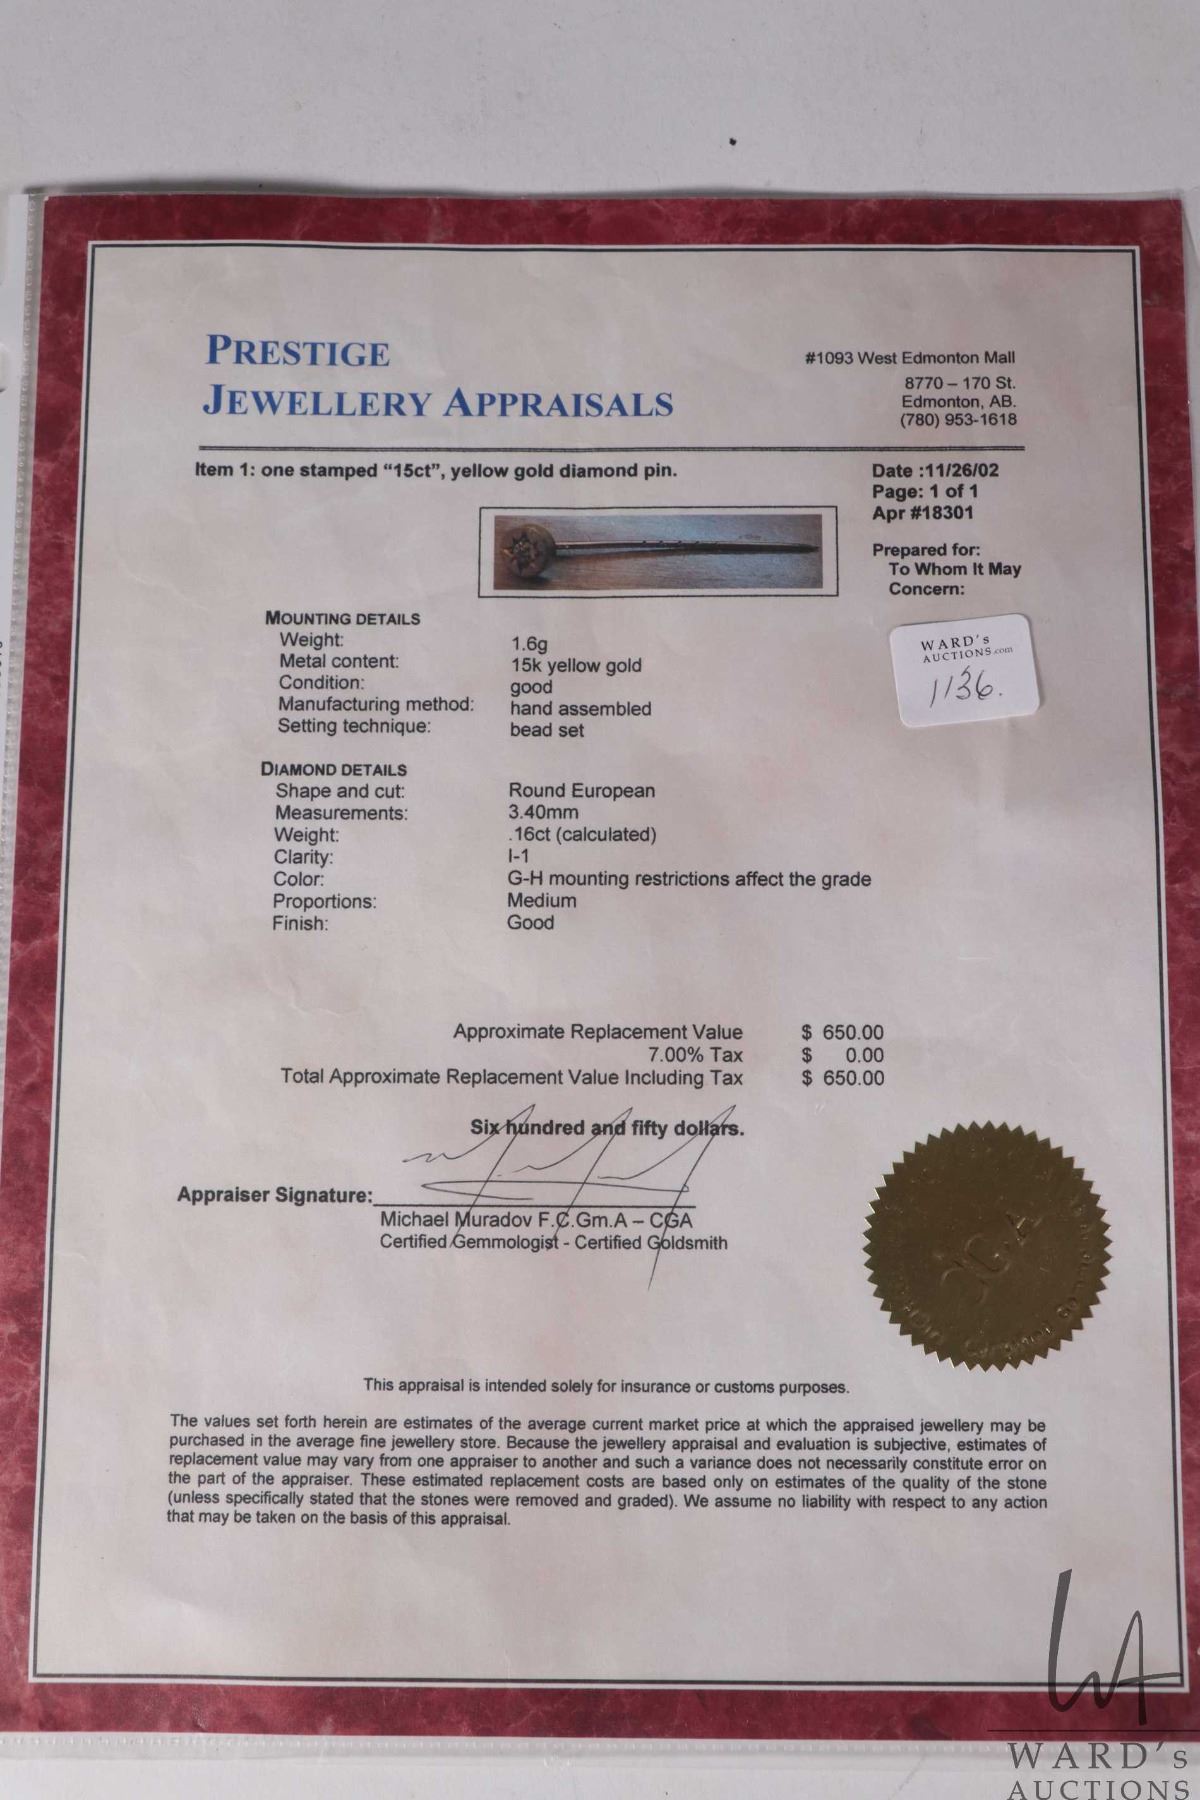 PRESTIGE
JEWELLERY APPRAISALS
#1093 West Edmonton Mall
8770 – 170 St.
Edmonton, AB.
(780) 953-1618
Item 1: one stamped “15ct”, yellow gold diamond pin.
Date :11/26/02
Page: 1 of 1
Apr #18301
Prepared for:
To Whom It May
Concern:
WARD's
AUCTIONS.com
1136.
MOUNTING DETAILS
Weight: 1.6g
Metal content: 15k yellow gold
Condition: good
Manufacturing method: hand assembled
Setting technique: bead set
DIAMOND DETAILS
Shape and cut: Round European
Measurements: 3.40mm
Weight: .16ct (calculated)
Clarity: I-1
Color: G-H mounting restrictions affect the grade
Proportions: Medium
Finish: Good
Approximate Replacement Value $ 650.00
7.00% Tax $ 0.00
Total Approximate Replacement Value Including Tax $ 650.00
Six hundred and fifty dollars.
Appraiser Signature:
Michael Muradov F.C.Gm.A – CGA
Certified Gemmologist - Certified Goldsmith
This appraisal is intended solely for insurance or customs purposes.
The values set forth herein are estimates of the average current market price at which the appraised jewellery may be
purchased in the average fine jewellery store. Because the jewellery appraisal and evaluation is subjective, estimates of
replacement value may vary from one appraiser to another and such a variance does not necessarily constitute error on
the part of the appraiser. These estimated replacement costs are based only on estimates of the quality of the stone
(unless specifically stated that the stones were removed and graded). We assume no liability with respect to any action
that may be taken on the basis of this appraisal.
WA
WARD's
AUCTIONS